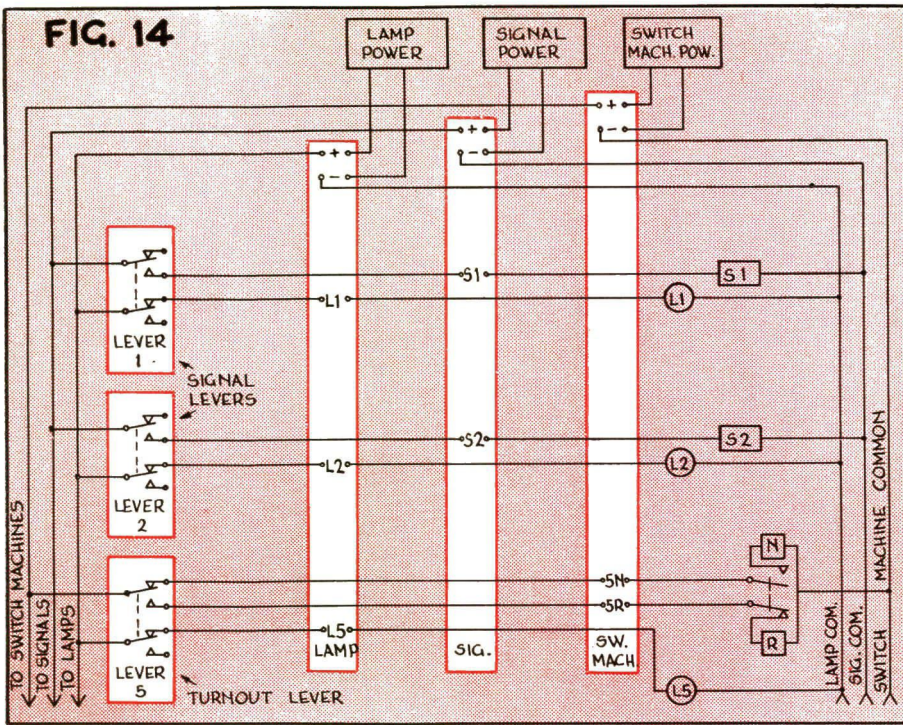 FIG. 14
LAMP
POWER
SIGNAL
POWER
SWITCH
MACH. POW.
+
-
+
-
+
-
S1
S1
L1
L1
LEVER
1
SIGNAL
LEVERS
S2
S2
L2
L2
LEVER
2
N
5N
5R
R
L5
LAMP
SIG.
SW.
MACH
LEVER
5
TURNOUT LEVER
L5
TO SWITCH MACHINES
TO SIGNALS
TO LAMPS
LAMP COM.
SIG. COM.
SWITCH MACHINE COMMON